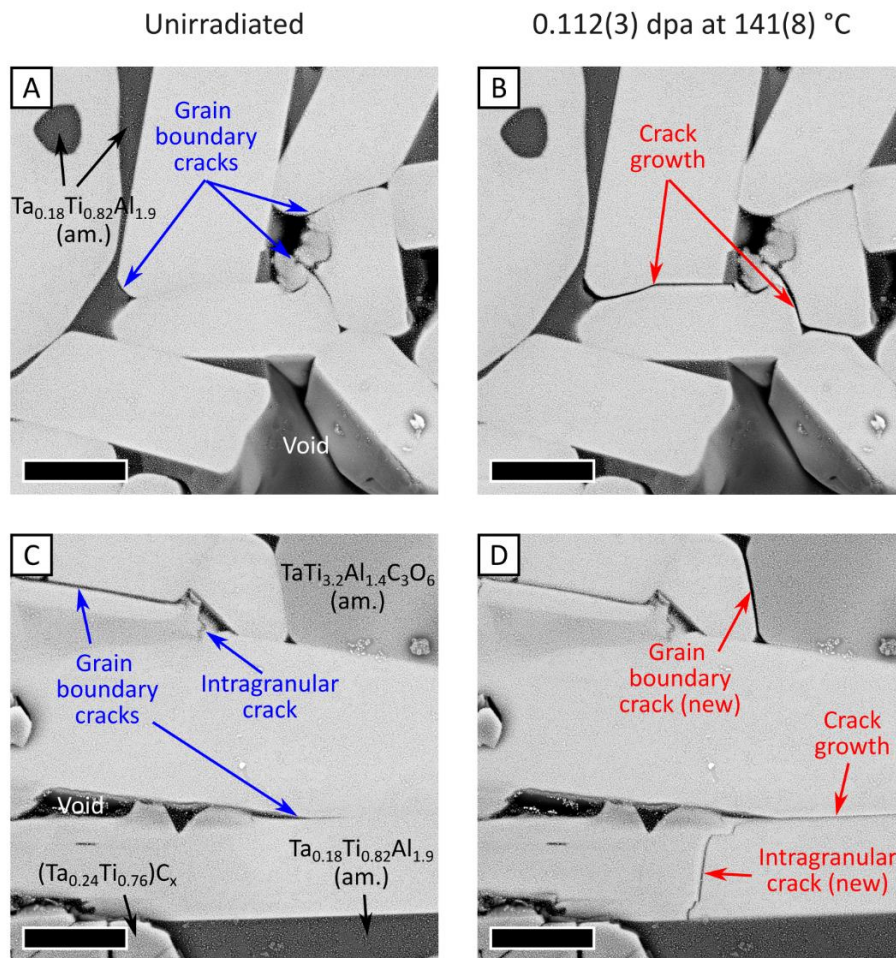 Unirradiated
0.112(3) dpa at 141(8) °C
A
Grain
boundary
cracks
Ta₀.₁₈Ti₀.₈₂Al₁.₉
(am.)
Void
B
Crack
growth
C
TaTi₃.₂Al₁.₄C₃O₆
(am.)
Grain
boundary
cracks
Intragranular
crack
Void
(Ta₀.₂₄Ti₀.₇₆)Cₓ
Ta₀.₁₈Ti₀.₈₂Al₁.₉
(am.)
D
Grain
boundary
crack (new)
Crack
growth
Intragranular
crack (new)